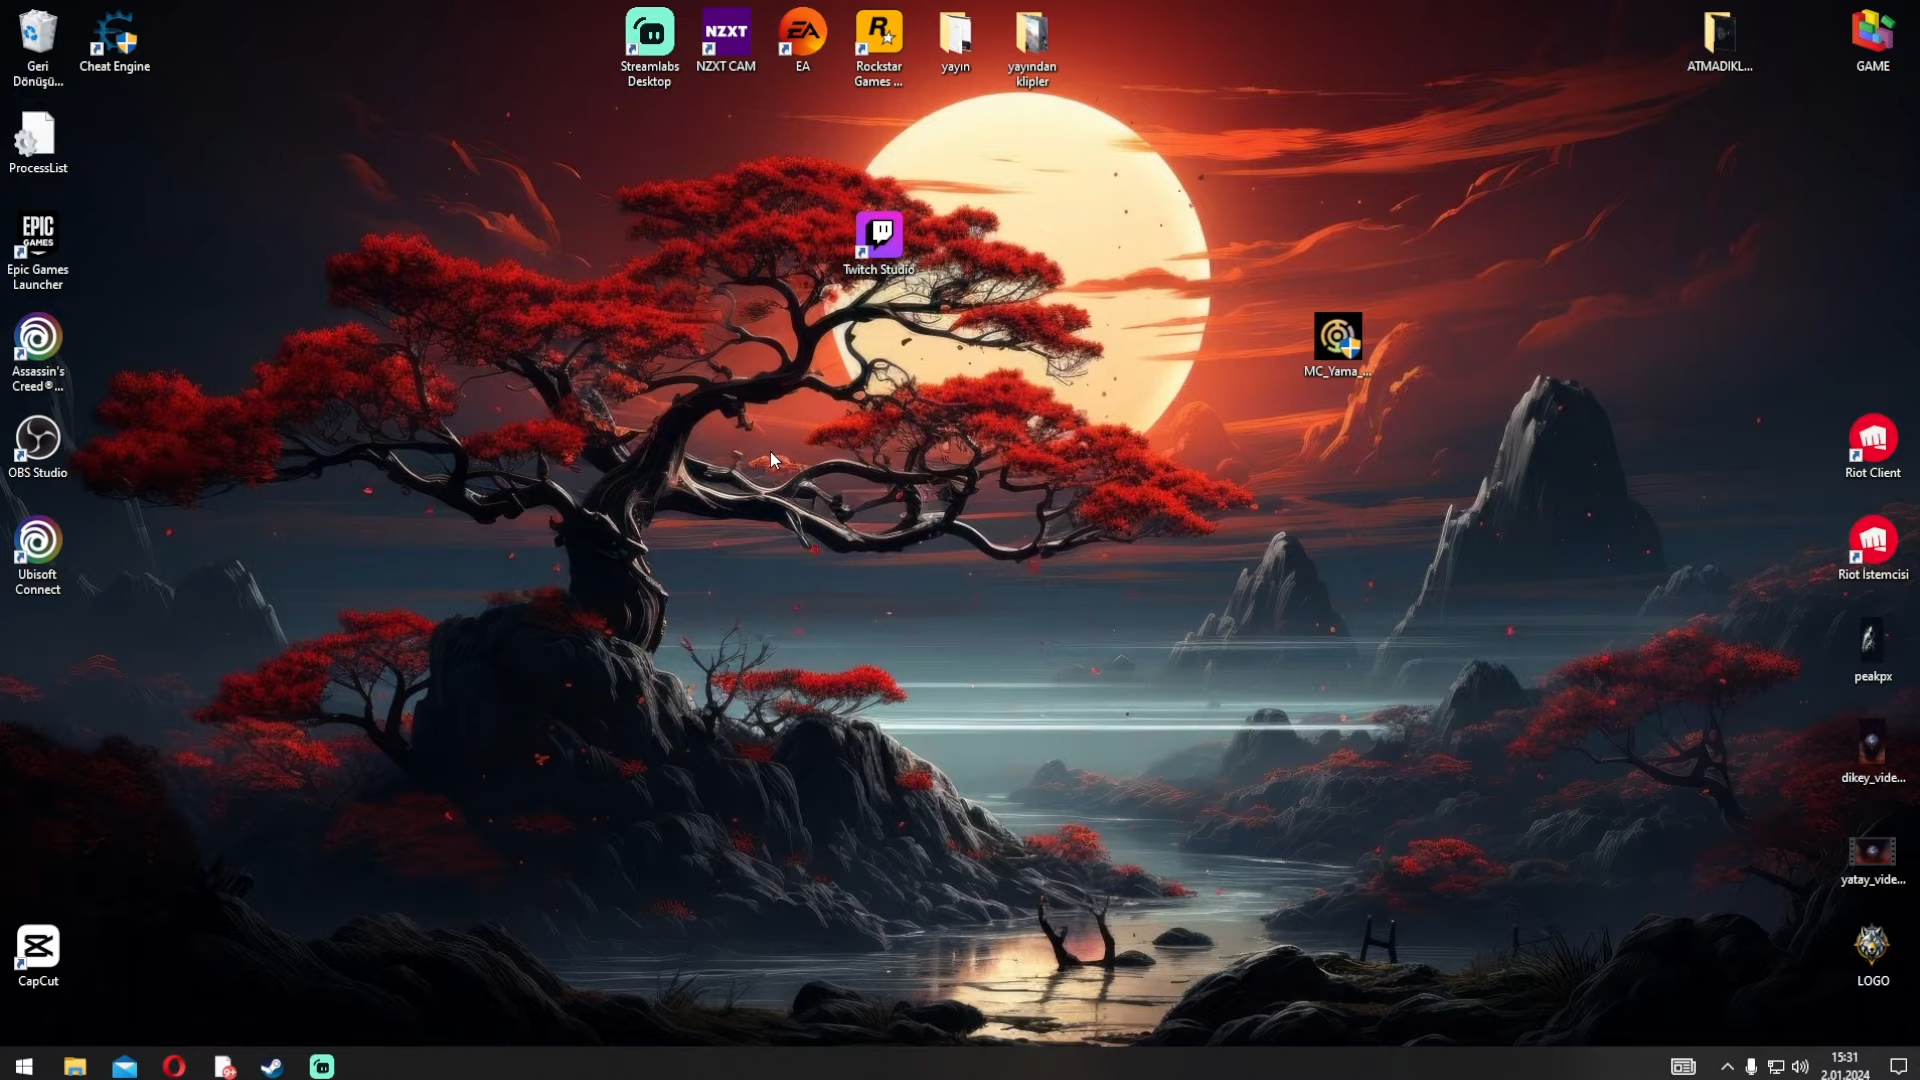 Geri
Dönüşü...
Cheat Engine
Streamlabs
Desktop
NZXT
NZXT CAM
EA
EA
R
Rockstar
Games ...
yayın
yayından
klipler
ATMADIKL...
GAME
ProcessList
EPIC
GAMES
Epic Games
Launcher
Twitch Studio
Assassin's
Creed® ...
MC_Yama_...
OBS Studio
Riot Client
Ubisoft
Connect
Riot İstemcisi
peakpx
dikey_vide...
yatay_vide...
CapCut
LOGO
9+
15:31
2.01.2024